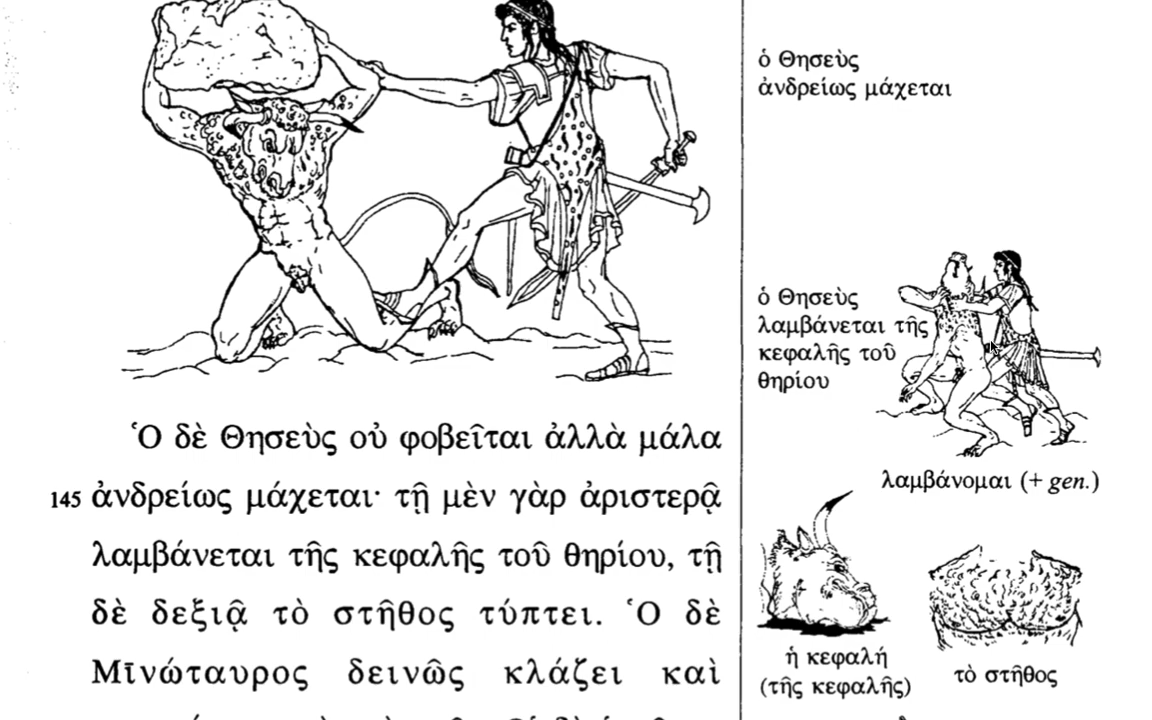 ὁ Θησεὺς
ἀνδρείως μάχεται
ὁ Θησεὺς
λαμβάνεται τῆς
κεφαλῆς τοῦ
θηρίου
λαμβάνομαι (+ gen.)
ἡ κεφαλή
(τῆς κεφαλῆς)
τὸ στῆθος
Ὁ δὲ Θησεὺς οὐ φοβεῖται ἀλλὰ μάλα
145 ἀνδρείως μάχεται· τῇ μὲν γὰρ ἀριστερᾷ
λαμβάνεται τῆς κεφαλῆς τοῦ θηρίου, τῇ
δὲ δεξιᾷ τὸ στῆθος τύπτει. Ὁ δὲ
Μῑνώταυρος δεινῶς κλάζει καὶ